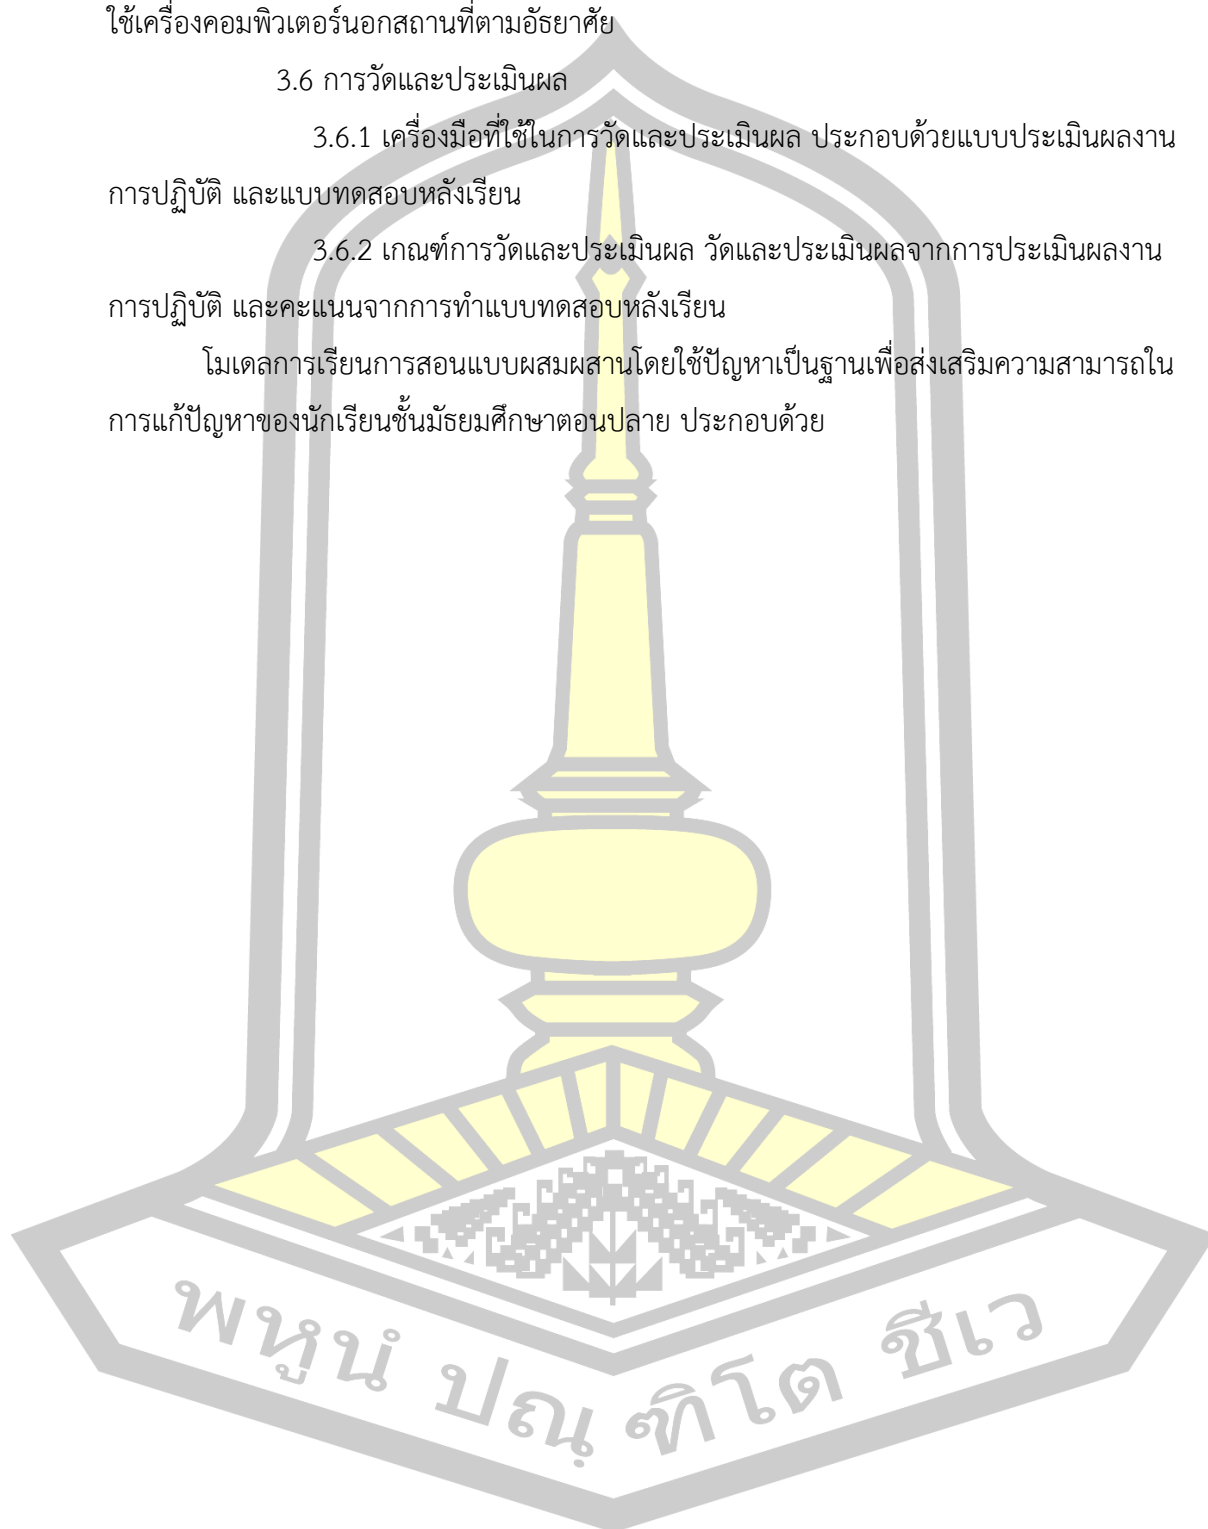 ใช้เครื่องคอมพิวเตอร์นอกสถานที่ตามอัธยาศัย
3.6 การวัดและประเมินผล
3.6.1 เครื่องมือที่ใช้ในการวัดและประเมินผล ประกอบด้วยแบบประเมินผลงาน
การปฏิบัติ และแบบทดสอบหลังเรียน
3.6.2 เกณฑ์การวัดและประเมินผล วัดและประเมินผลจากการประเมินผลงาน
การปฏิบัติ และคะแนนจากการทำแบบทดสอบหลังเรียน
โมเดลการเรียนการสอนแบบผสมผสานโดยใช้ปัญหาเป็นฐานเพื่อส่งเสริมความสามารถใน
การแก้ปัญหาของนักเรียนชั้นมัธยมศึกษาตอนปลาย ประกอบด้วย
พหูนํ ปณฺฑิโต ชีเว